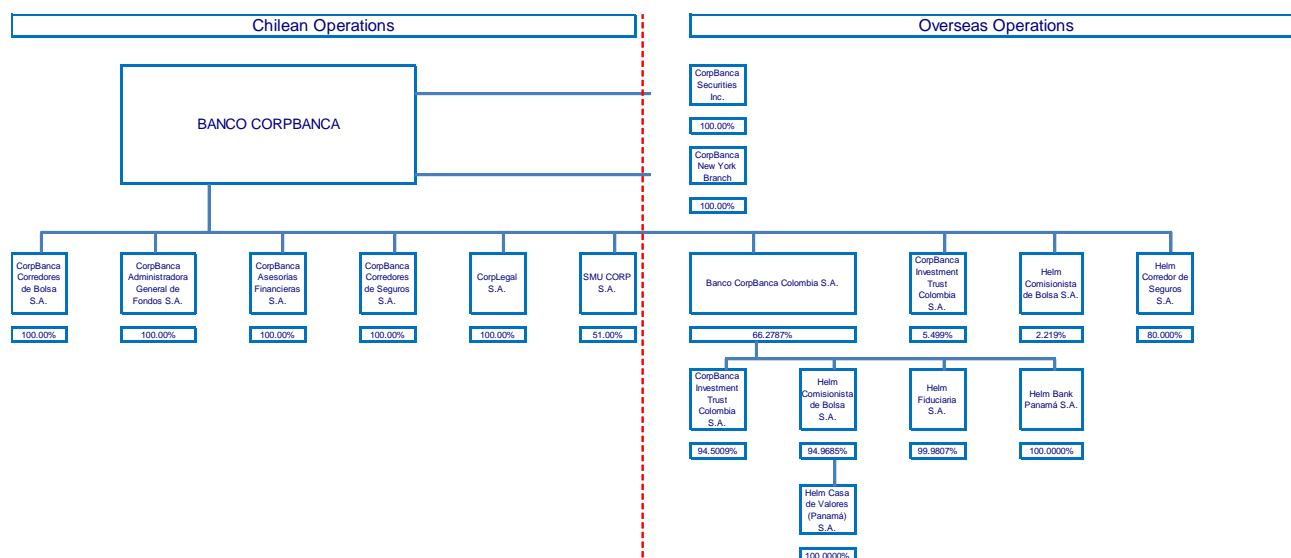 Chilean Operations
Overseas Operations
BANCO CORPBANCA
CorpBanca
Securities
Inc.
100.00%
CorpBanca
New York
Branch
100.00%
CorpBanca
Corredores
de Bolsa
S.A.
100.00%
CorpBanca
Administradora
General de
Fondos S.A.
100.00%
CorpBanca
Asesorías
Financieras S.A.
100.00%
CorpBanca
Corredores
de Seguros
S.A.
100.00%
CorpLegal
S.A.
100.00%
SMU CORP
S.A.
51.00%
Banco CorpBanca Colombia S.A.
66.2787%
CorpBanca
Investment
Trust
Colombia
S.A.
5.499%
Helm
Comisionista
de Bolsa S.A.
2.219%
Helm
Corredor de
Seguros
S.A.
80.000%
CorpBanca
Investment
Trust
Colombia
S.A.
94.5009%
Helm
Comisionista
de Bolsa
S.A.
94.9685%
Helm
Fiduciaria
S.A.
99.9807%
Helm Bank
Panamá S.A.
100.0000%
Helm Casa
de Valores
(Panamá)
S.A.
100.0000%